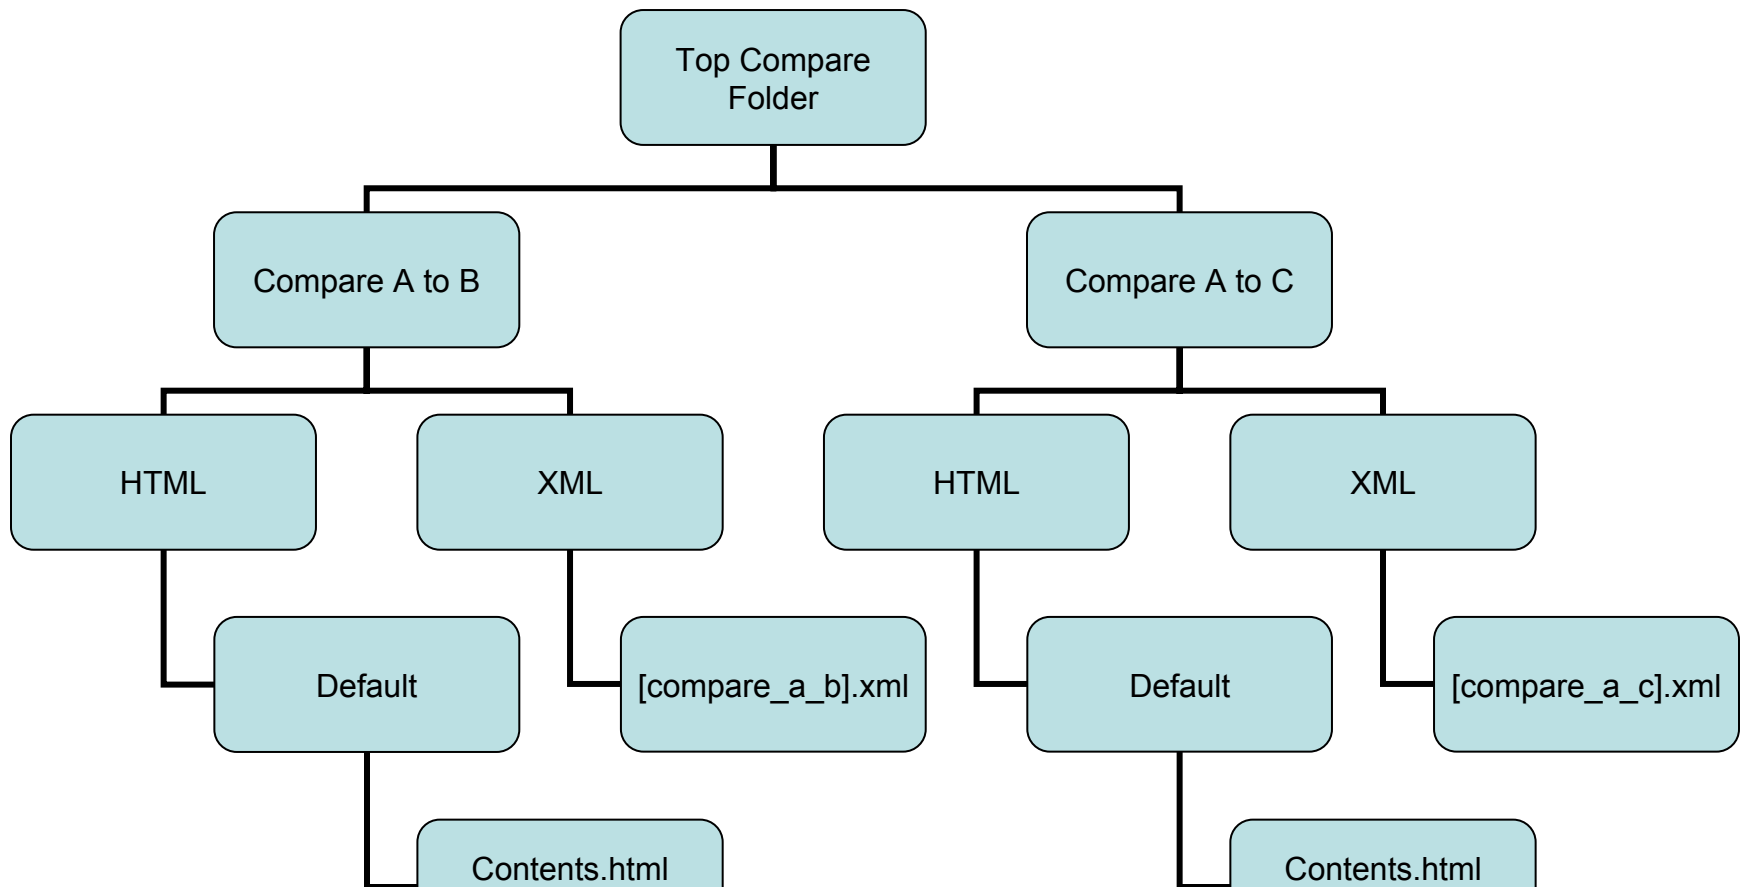 Top Compare
Folder
Compare A to B
Compare A to C
HTML
XML
HTML
XML
Default
[compare_a_b].xml
Default
[compare_a_c].xml
Contents.html
Contents.html